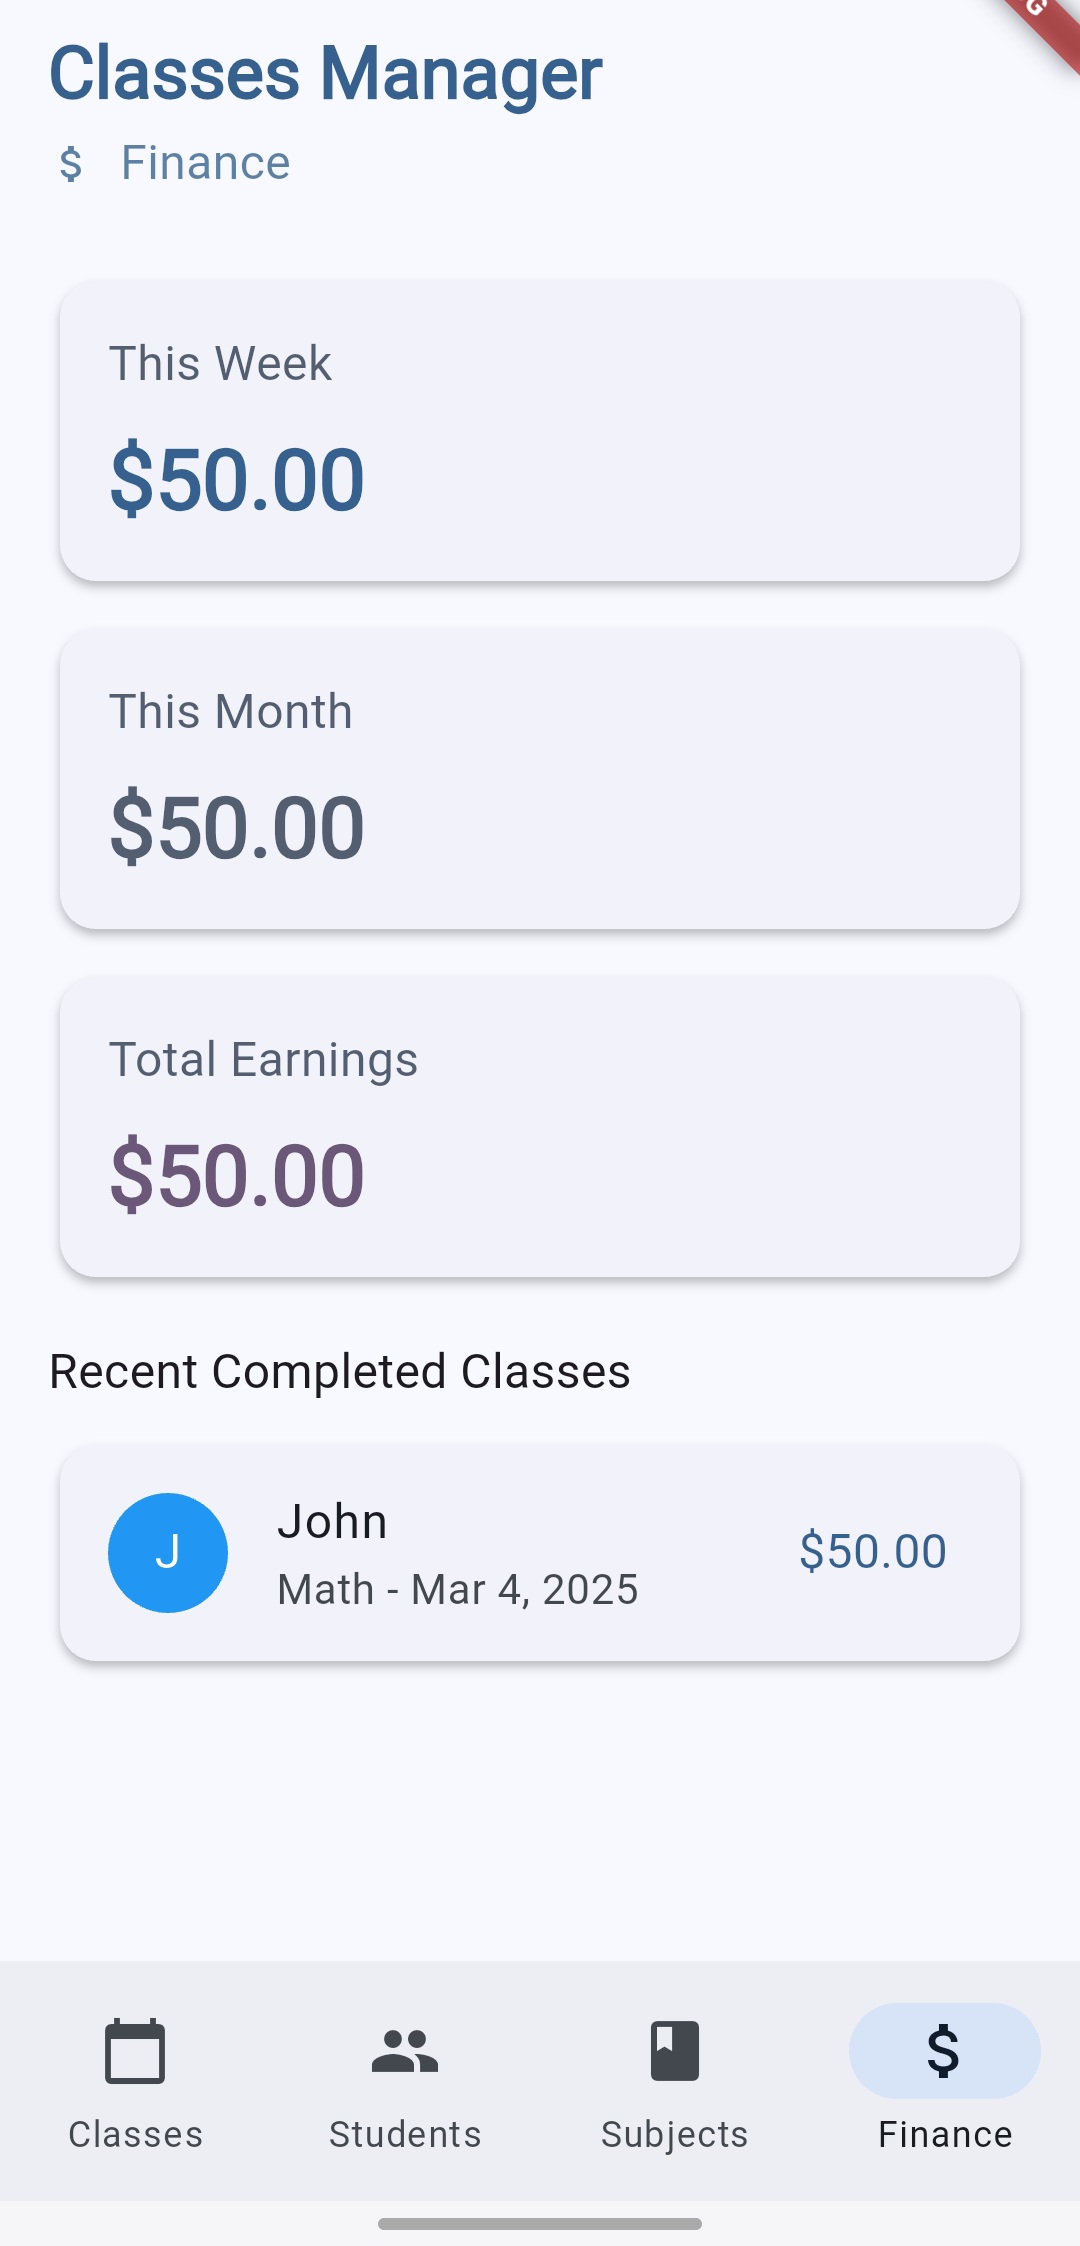 Classes Manager
$ Finance
This Week
$50.00
This Month
$50.00
Total Earnings
$50.00
Recent Completed Classes
J
John
$50.00
Math - Mar 4, 2025
$
Classes Students Subjects Finance